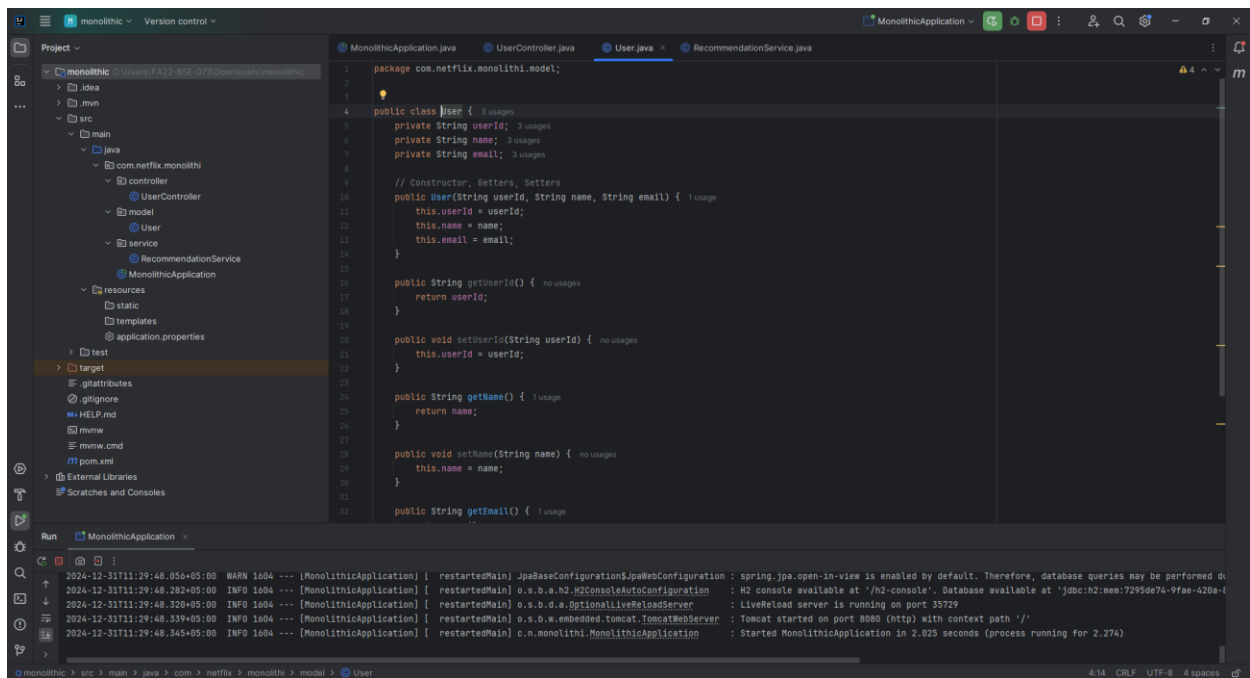 monolithic Version control MonolithicApplication
Project
MonolithicApplication.java UserController.java User.java RecommendationService.java
monolithic C:\Users\FA22-BSE-073\Downloads\monolithic
.idea
.mvn
src
main
java
com.netflix.monolithi
controller
UserController
model
User
service
RecommendationService
MonolithicApplication
resources
static
templates
application.properties
test
target
.gitattributes
.gitignore
HELP.md
mvnw
mvnw.cmd
pom.xml
External Libraries
Scratches and Consoles
1 package com.netflix.monolithi.model;
2
3
4 public class User { 3 usages
5 private String userId; 3 usages
6 private String name; 3 usages
7 private String email; 3 usages
8
9 // Constructor, Getters, Setters
10 public User(String userId, String name, String email) { 1 usage
11 this.userId = userId;
12 this.name = name;
13 this.email = email;
14 }
15
16 public String getUserId() { no usages
17 return userId;
18 }
19
20 public void setUserId(String userId) { no usages
21 this.userId = userId;
22 }
23
24 public String getName() { 1 usage
25 return name;
26 }
27
28 public void setName(String name) { no usages
29 this.name = name;
30 }
31
32 public String getEmail() { 1 usage
4
m
Run MonolithicApplication
2024-12-31T11:29:48.056+05:00 WARN 1604 --- [MonolithicApplication] [ restartedMain] JpaBaseConfiguration$JpaWebConfiguration : spring.jpa.open-in-view is enabled by default. Therefore, database queries may be performed
2024-12-31T11:29:48.282+05:00 INFO 1604 --- [MonolithicApplication] [ restartedMain] o.s.b.a.h2.H2ConsoleAutoConfiguration : H2 console available at '/h2-console'. Database available at 'jdbc:h2:mem:7295de74-9fae-420a-
2024-12-31T11:29:48.320+05:00 INFO 1604 --- [MonolithicApplication] [ restartedMain] o.s.b.d.a.OptionalLiveReloadServer : LiveReload server is running on port 35729
2024-12-31T11:29:48.339+05:00 INFO 1604 --- [MonolithicApplication] [ restartedMain] o.s.b.w.embedded.tomcat.TomcatWebServer : Tomcat started on port 8080 (http) with context path '/'
2024-12-31T11:29:48.345+05:00 INFO 1604 --- [MonolithicApplication] [ restartedMain] c.n.monolithi.MonolithicApplication : Started MonolithicApplication in 2.025 seconds (process running for 2.274)
monolithic > src > main > java > com > netflix > monolithi > model > User 4:14 CRLF UTF-8 4 spaces